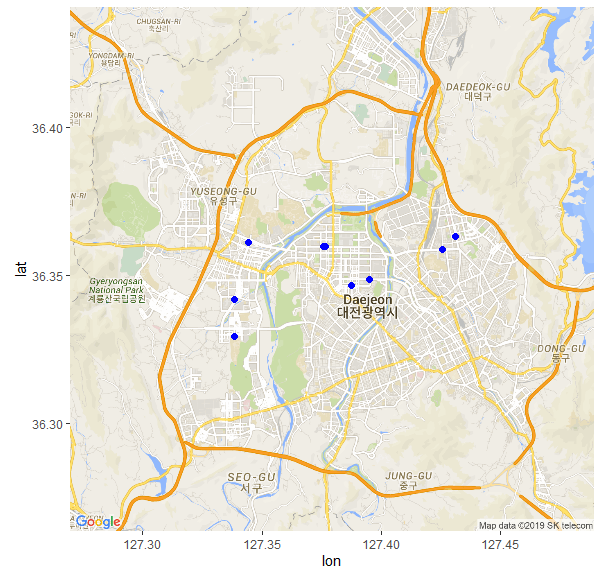 CHUGSAN-RI
축산리
YONGDAM-RI
용담리
DAEDEOK-GU
대덕구
36.40
YUSEONG-GU
유성구
lat
36.35
Gyeryongsan
National Park
계룡산국립공원
Daejeon
대전광역시
DONG-GU
동구
36.30
SEO-GU
서구
JUNG-GU
중구
Google
Map data ©2019 SK telecom
127.30
127.35
127.40
127.45
lon